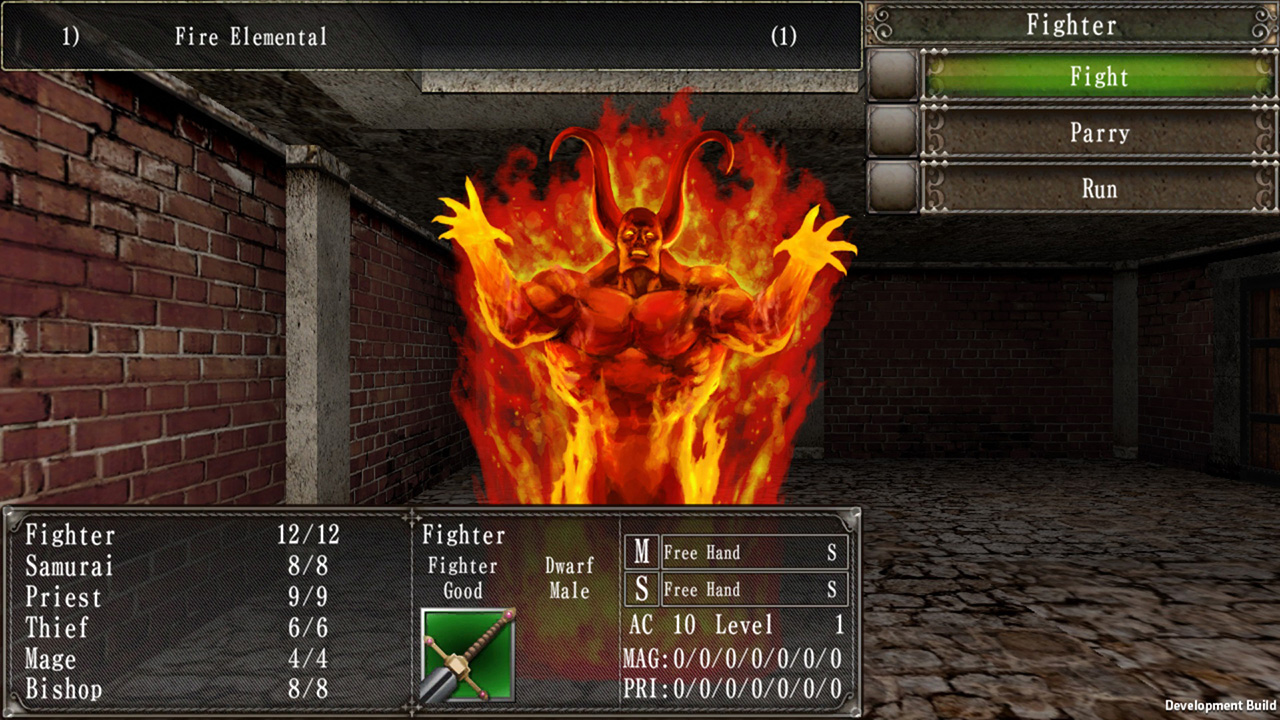 1) Fire Elemental (1)
Fighter
Fight
Parry
Run
Fighter 12/12
Samurai 8/8
Priest 9/9
Thief 6/6
Mage 4/4
Bishop 8/8
Fighter
Fighter Dwarf
Good Male
M Free Hand S
S Free Hand S
AC 10 Level 1
MAG:0/0/0/0/0/0/0
PRI:0/0/0/0/0/0/0
Development Build